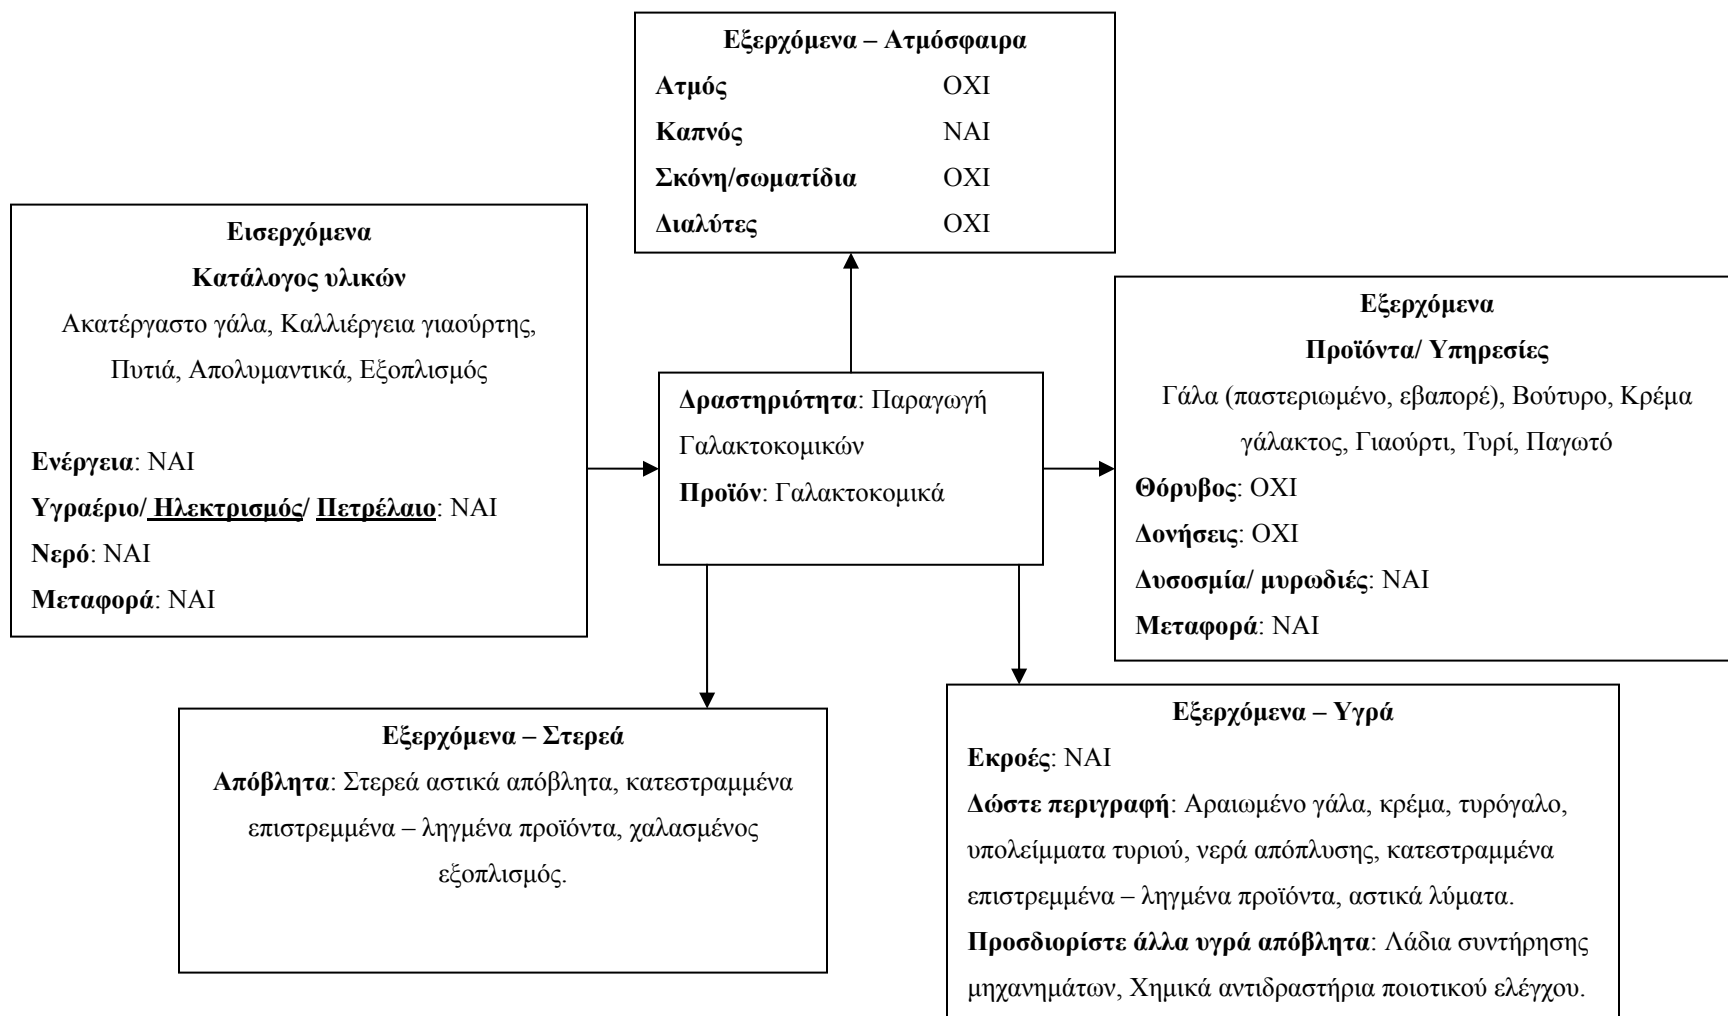 Εξερχόμενα – Ατμόσφαιρα
Ατμός ΟΧΙ
Καπνός ΝΑΙ
Σκόνη/σωματίδια ΟΧΙ
Διαλύτες ΟΧΙ
Εισερχόμενα
Κατάλογος υλικών
Ακατέργαστο γάλα, Καλλιέργεια γιαούρτης,
Πυτιά, Απολυμαντικά, Εξοπλισμός
Ενέργεια: ΝΑΙ
Υγραέριο/ Ηλεκτρισμός/ Πετρέλαιο: ΝΑΙ
Νερό: ΝΑΙ
Μεταφορά: ΝΑΙ
Δραστηριότητα: Παραγωγή
Γαλακτοκομικών
Προϊόν: Γαλακτοκομικά
Εξερχόμενα
Προϊόντα/ Υπηρεσίες
Γάλα (παστεριωμένο, εβαπορέ), Βούτυρο, Κρέμα
γάλακτος, Γιαούρτι, Τυρί, Παγωτό
Θόρυβος: ΟΧΙ
Δονήσεις: ΟΧΙ
Δυσοσμία/ μυρωδιές: ΝΑΙ
Μεταφορά: ΝΑΙ
Εξερχόμενα – Στερεά
Απόβλητα: Στερεά αστικά απόβλητα, κατεστραμμένα
επιστρεμμένα – ληγμένα προϊόντα, χαλασμένος
εξοπλισμός.
Εξερχόμενα – Υγρά
Εκροές: ΝΑΙ
Δώστε περιγραφή: Αραιωμένο γάλα, κρέμα, τυρόγαλο,
υπολείμματα τυριού, νερά απόπλυσης, κατεστραμμένα
επιστρεμμένα – ληγμένα προϊόντα, αστικά λύματα.
Προσδιορίστε άλλα υγρά απόβλητα: Λάδια συντήρησης
μηχανημάτων, Χημικά αντιδραστήρια ποιοτικού ελέγχου.